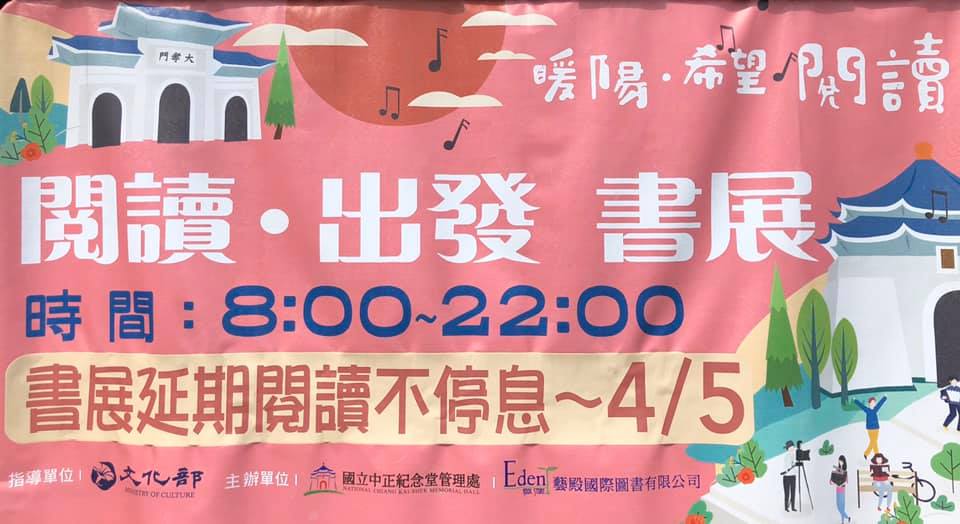 大孝門
暖陽·希望 閱讀
閱讀·出發 書展
時間：8:00~22:00
書展延期閱讀不停息～4/5
指導單位 | 文化部 MINISTRY OF CULTURE 主辦單位 | 國立中正紀念堂管理處 NATIONAL CHIANG KAI-SHEK MEMORIAL HALL | Eden 藝殿國際圖書有限公司